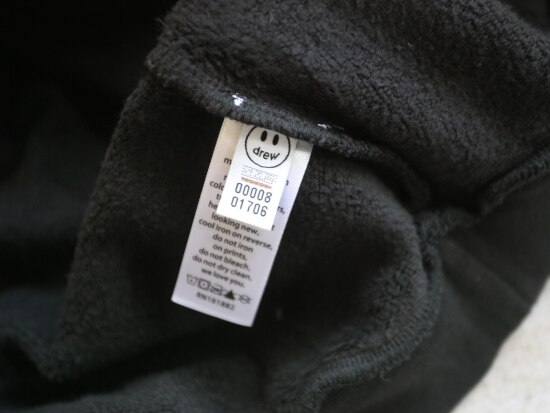 drew
00008
01706
looking new,
cool iron on reverse,
do not iron
on prints.
do not bleach.
do not dry clean.
we love you.